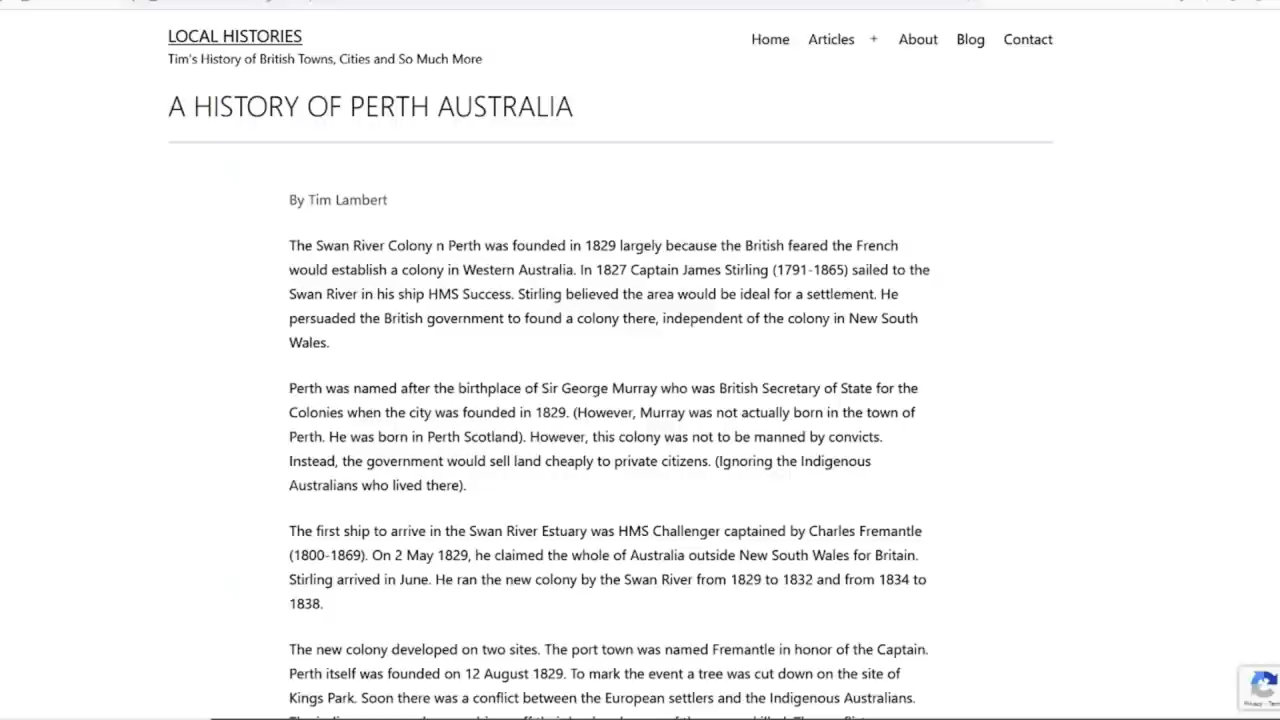 LOCAL HISTORIES
Tim's History of British Towns, Cities and So Much More
Home Articles + About Blog Contact
A HISTORY OF PERTH AUSTRALIA
By Tim Lambert
The Swan River Colony n Perth was founded in 1829 largely because the British feared the French
would establish a colony in Western Australia. In 1827 Captain James Stirling (1791-1865) sailed to the
Swan River in his ship HMS Success. Stirling believed the area would be ideal for a settlement. He
persuaded the British government to found a colony there, independent of the colony in New South
Wales.
Perth was named after the birthplace of Sir George Murray who was British Secretary of State for the
Colonies when the city was founded in 1829. (However, Murray was not actually born in the town of
Perth. He was born in Perth Scotland). However, this colony was not to be manned by convicts.
Instead, the government would sell land cheaply to private citizens. (Ignoring the Indigenous
Australians who lived there).
The first ship to arrive in the Swan River Estuary was HMS Challenger captained by Charles Fremantle
(1800-1869). On 2 May 1829, he claimed the whole of Australia outside New South Wales for Britain.
Stirling arrived in June. He ran the new colony by the Swan River from 1829 to 1832 and from 1834 to
1838.
The new colony developed on two sites. The port town was named Fremantle in honor of the Captain.
Perth itself was founded on 12 August 1829. To mark the event a tree was cut down on the site of
Kings Park. Soon there was a conflict between the European settlers and the Indigenous Australians.